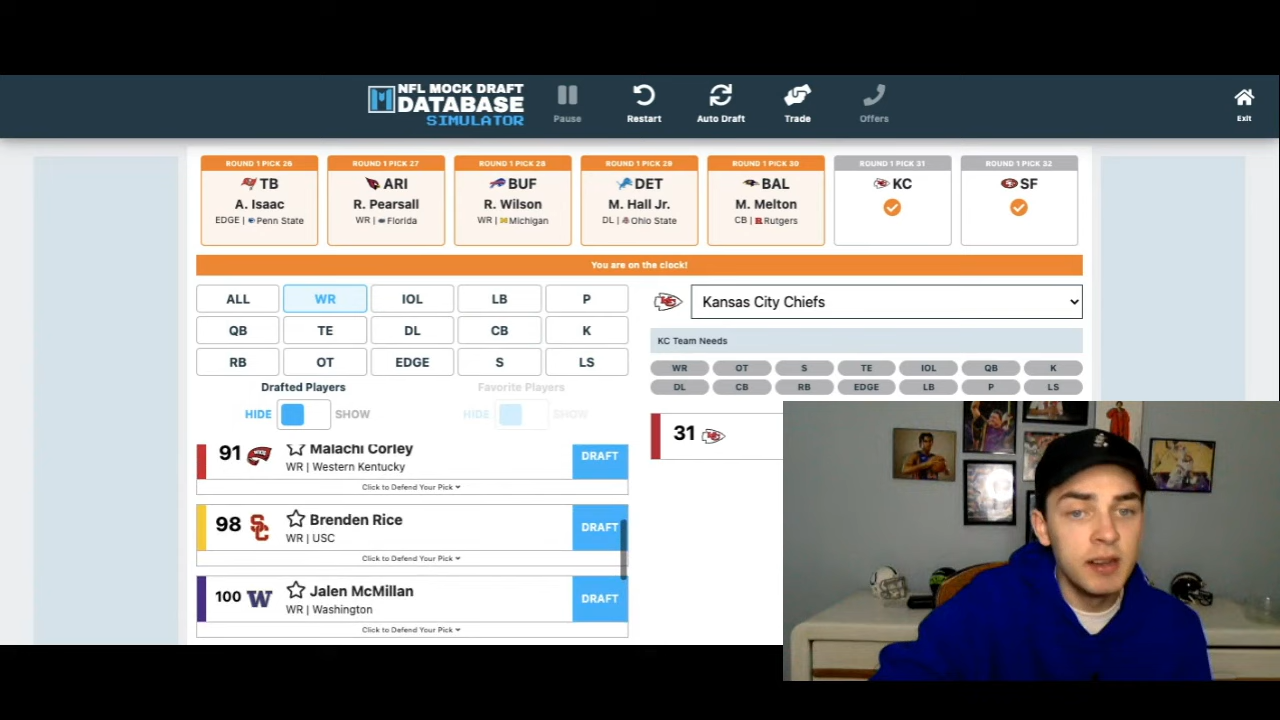 NFL MOCK DRAFT
DATABASE
SIMULATOR
Pause
Restart
Auto Draft
Trade
Offers
Exit
ROUND 1 PICK 26
TB
A. Isaac
EDGE | Penn State
ROUND 1 PICK 27
ARI
R. Pearsall
WR | Florida
ROUND 1 PICK 28
BUF
R. Wilson
WR | Michigan
ROUND 1 PICK 29
DET
M. Hall Jr.
DL | Ohio State
ROUND 1 PICK 30
BAL
M. Melton
CB | Rutgers
ROUND 1 PICK 31
KC
ROUND 1 PICK 32
SF
You are on the clock!
ALL
WR
IOL
LB
P
QB
TE
DL
CB
K
RB
OT
EDGE
S
LS
Drafted Players
HIDE
SHOW
Favorite Players
HIDE
SHOW
91
Malachi Corley
WR | Western Kentucky
DRAFT
Click to Defend Your Pick
98
Brenden Rice
WR | USC
DRAFT
Click to Defend Your Pick
100
Jalen McMillan
WR | Washington
DRAFT
Click to Defend Your Pick
Kansas City Chiefs
KC Team Needs
WR
OT
S
TE
IOL
QB
K
DL
CB
RB
EDGE
LB
P
LS
31